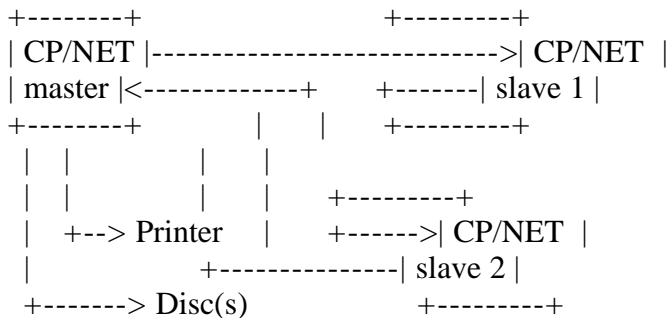 +--------+ +---------+
| CP/NET |--------------------------->| CP/NET |
| master |<-------------+ +-------| slave 1 |
+--------+ | | +---------+
| | | |
| | | | +---------+
| +--> Printer | +------>| CP/NET |
| +---------------| slave 2 |
+-------> Disc(s) +---------+